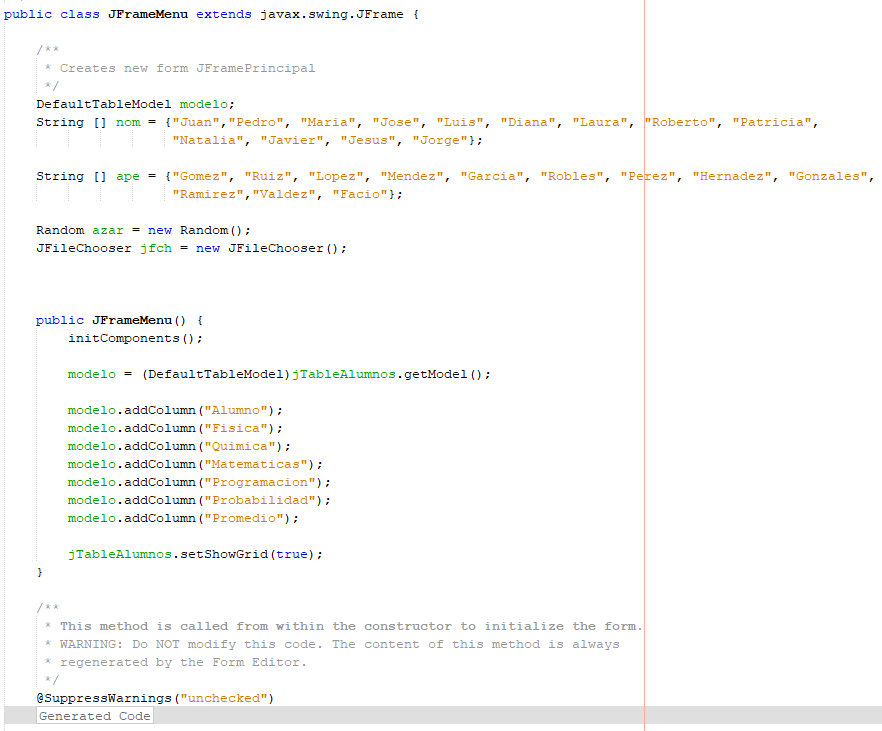 public class JFrameMenu extends javax.swing.JFrame {
/**
* Creates new form JFramePrincipal
*/
DefaultTableModel modelo;
String [] nom = {"Juan","Pedro", "Maria", "Jose", "Luis", "Diana", "Laura", "Roberto", "Patricia",
"Natalia", "Javier", "Jesus", "Jorge"};
String [] ape = {"Gomez", "Ruiz", "Lopez", "Mendez", "Garcia", "Robles", "Perez", "Hernadez", "Gonzales",
"Ramirez","Valdez", "Facio"};
Random azar = new Random();
JFileChooser jfch = new JFileChooser();
public JFrameMenu() {
initComponents();
modelo = (DefaultTableModel)jTableAlumnos.getModel();
modelo.addColumn("Alumno");
modelo.addColumn("Fisica");
modelo.addColumn("Quimica");
modelo.addColumn("Matematicas");
modelo.addColumn("Programacion");
modelo.addColumn("Probabilidad");
modelo.addColumn("Promedio");
jTableAlumnos.setShowGrid(true);
}
/**
* This method is called from within the constructor to initialize the form.
* WARNING: Do NOT modify this code. The content of this method is always
* regenerated by the Form Editor.
*/
@SuppressWarnings("unchecked")
Generated Code